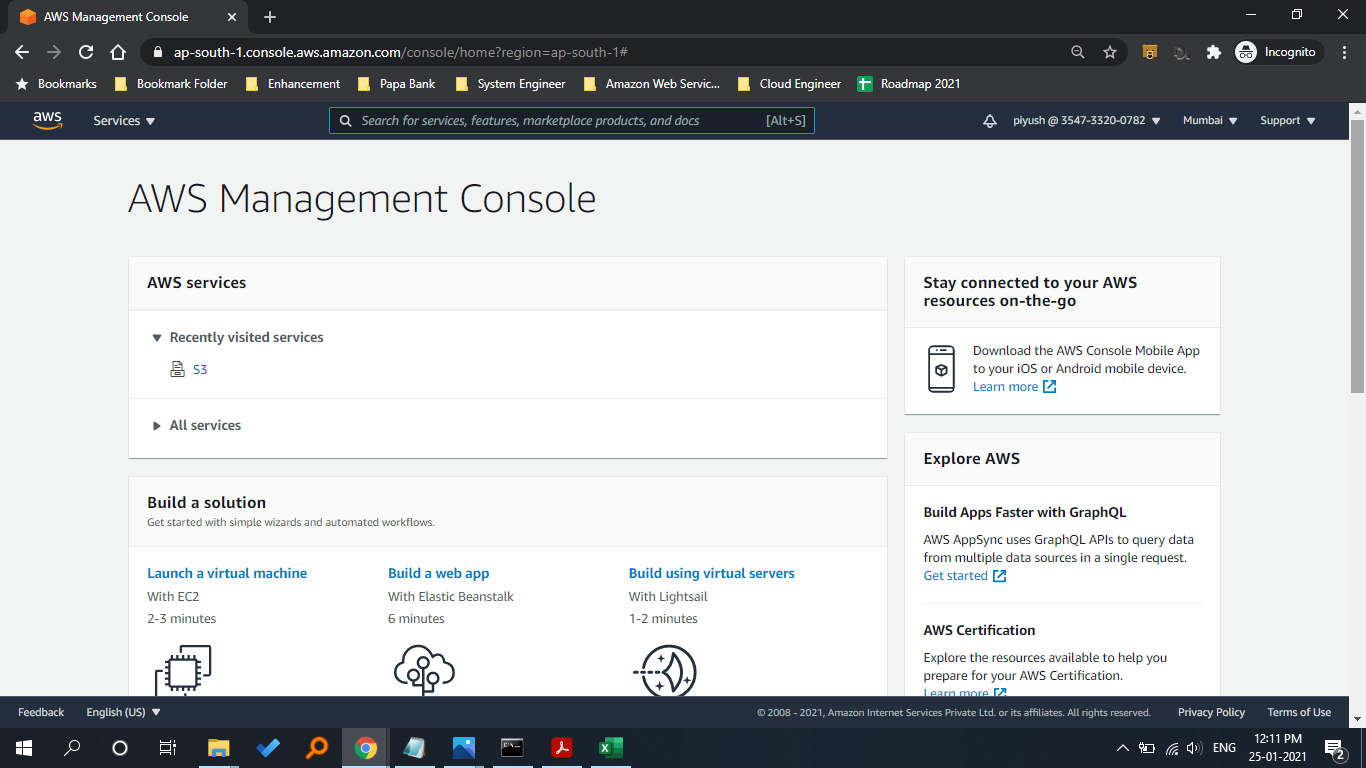 AWS Management Console
ap-south-1.console.aws.amazon.com/console/home?region=ap-south-1#
Incognito
Bookmarks
Bookmark Folder
Enhancement
Papa Bank
System Engineer
Amazon Web Servic...
Cloud Engineer
Roadmap 2021
aws
Services
Search for services, features, marketplace products, and docs
[Alt+S]
piyush @ 3547-3320-0782
Mumbai
Support
AWS Management Console
AWS services
Recently visited services
S3
All services
Build a solution
Get started with simple wizards and automated workflows.
Launch a virtual machine
With EC2
2-3 minutes
Build a web app
With Elastic Beanstalk
6 minutes
Build using virtual servers
With Lightsail
1-2 minutes
Stay connected to your AWS
resources on-the-go
Download the AWS Console Mobile App
to your iOS or Android mobile device.
Learn more
Explore AWS
Build Apps Faster with GraphQL
AWS AppSync uses GraphQL APIs to query data
from multiple data sources in a single request.
Get started
AWS Certification
Explore the resources available to help you
prepare for your AWS Certification.
Learn more
Feedback
English (US)
© 2008 - 2021, Amazon Internet Services Private Ltd. or its affiliates. All rights reserved.
Privacy Policy
Terms of Use
ENG
12:11 PM
25-01-2021
2